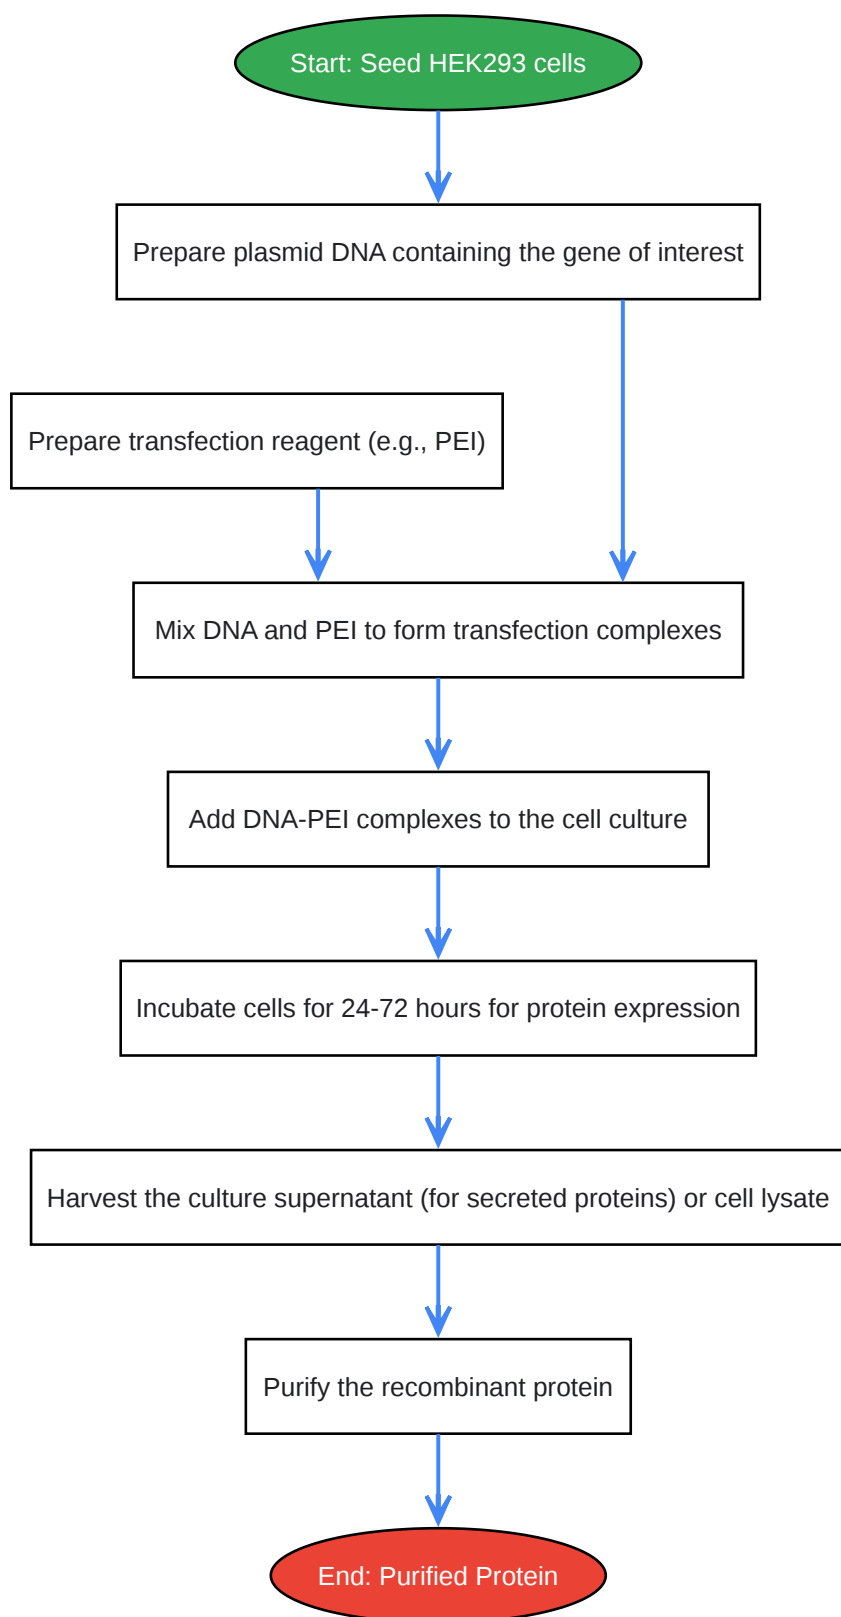 Start: Seed HEK293 cells
Prepare plasmid DNA containing the gene of interest
Prepare transfection reagent (e.g., PEI)
Mix DNA and PEI to form transfection complexes
Add DNA-PEI complexes to the cell culture
Incubate cells for 24-72 hours for protein expression
Harvest the culture supernatant (for secreted proteins) or cell lysate
Purify the recombinant protein
End: Purified Protein